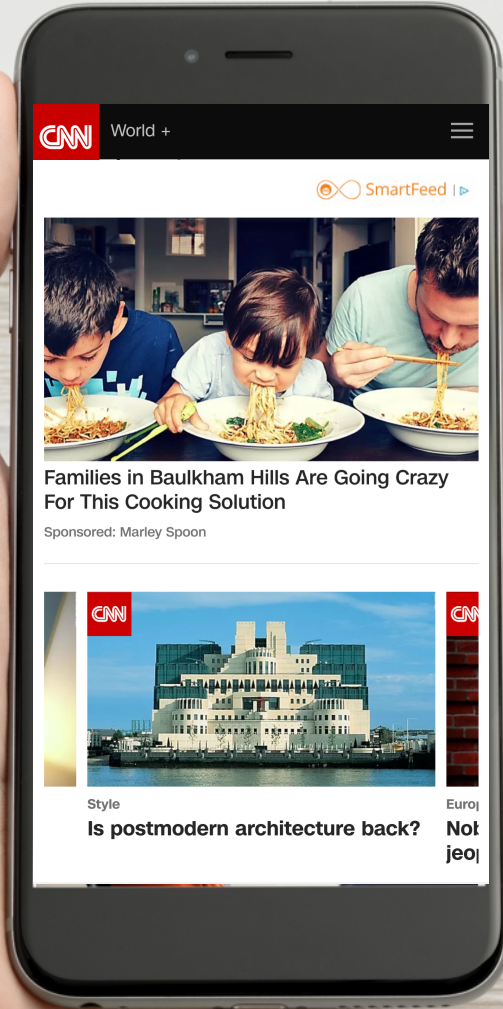 CNN
World +
SmartFeed
Families in Baulkham Hills Are Going Crazy
For This Cooking Solution
Sponsored: Marley Spoon
CNN
CNN
Style
Is postmodern architecture back?